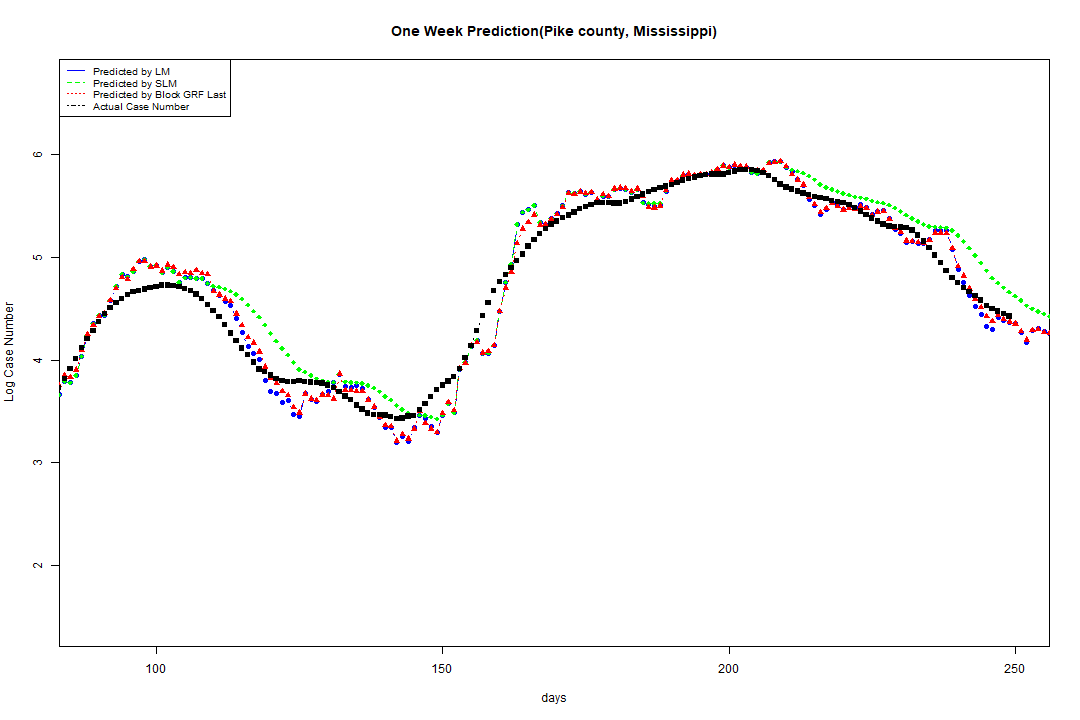 One Week Prediction(Pike county, Mississippi)
Predicted by LM
Predicted by SLM
Predicted by Block GRF Last
Actual Case Number
6
5
4
3
2
Log Case Number
100 150 200 250
days